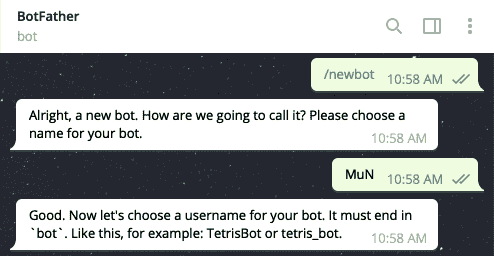 BotFather
bot
/newbot 10:58 AM
Alright, a new bot. How are we going to call it? Please choose a
name for your bot.
10:58 AM
MuN 10:58 AM
Good. Now let's choose a username for your bot. It must end in
`bot`. Like this, for example: TetrisBot or tetris_bot.
10:58 AM